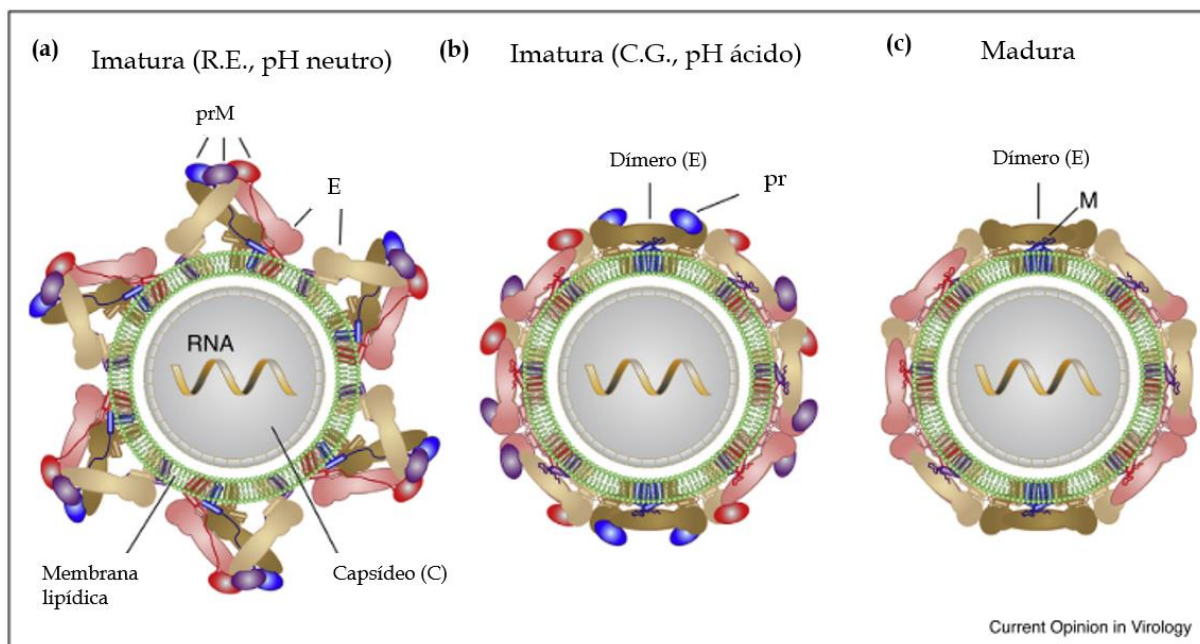 (a)
Imatura (R.E., pH neutro)
prM
E
RNA
Membrana
lipídica
Capsídeo (C)
(b)
Imatura (C.G., pH ácido)
Dímero (E)
pr
(c)
Madura
Dímero (E)
M
Current Opinion in Virology